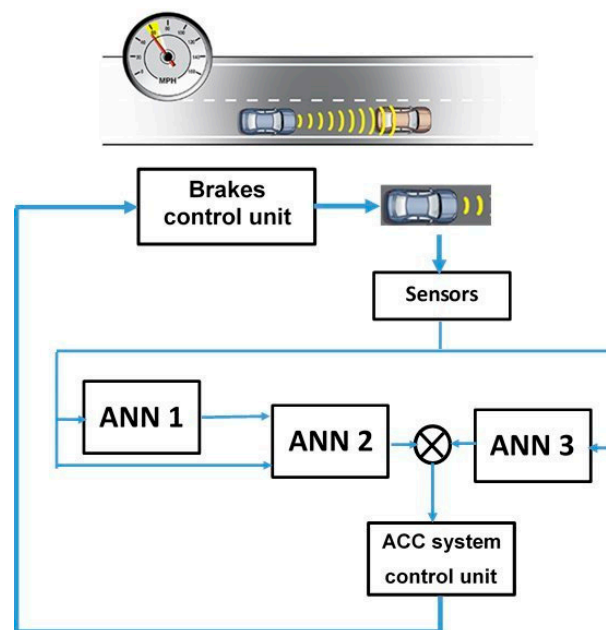 MPH
Brakes
control unit
Sensors
ANN 1
ANN 2
ANN 3
ACC system
control unit